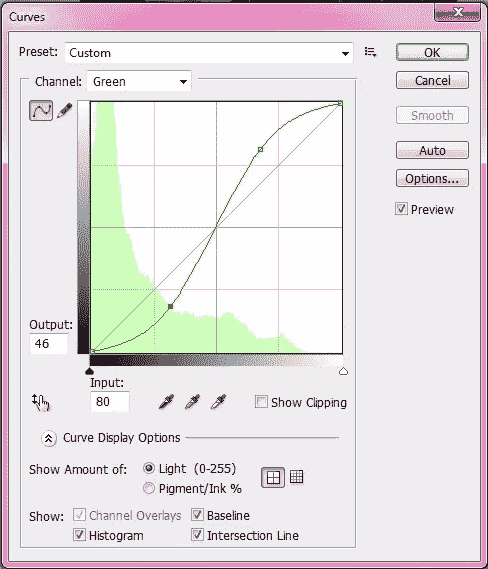 Curves
Preset: Custom
OK
Channel: Green
Cancel
Smooth
Auto
Options...
Preview
Output:
46
Input:
80
Show Clipping
Curve Display Options
Show Amount of: Light (0-255)
Pigment/Ink %
Show: Channel Overlays Baseline
Histogram Intersection Line